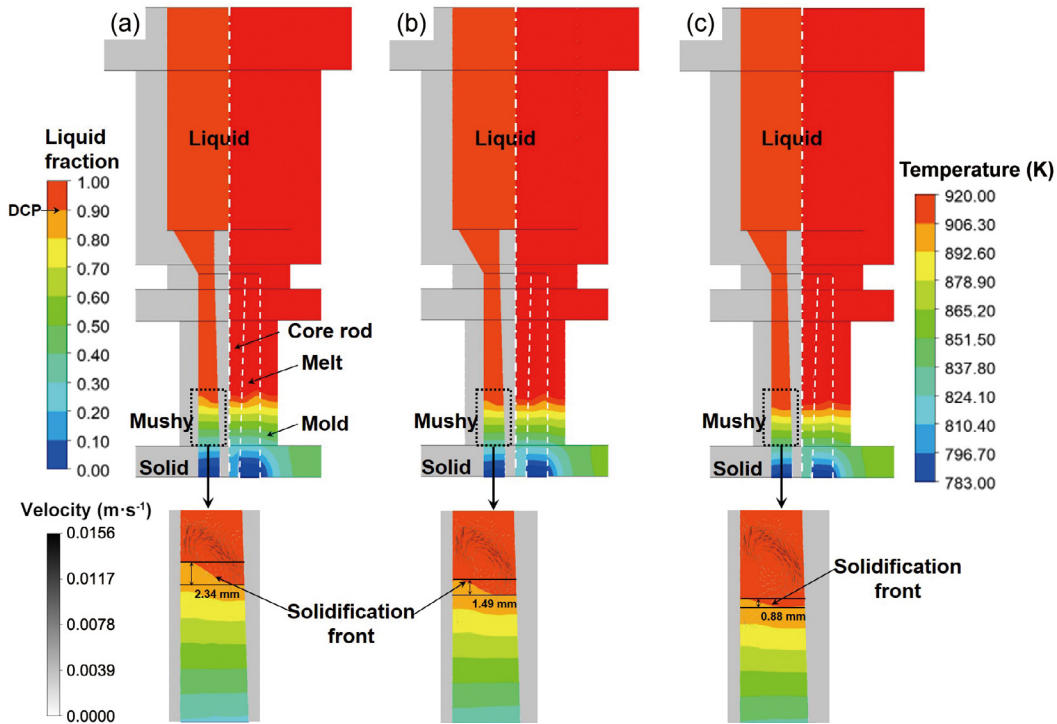 (a)
(b)
(c)
Liquid
Liquid
Liquid
Liquid
fraction
1.00
0.90
0.80
0.70
0.60
0.50
0.40
0.30
0.20
0.10
0.00
DCP
Temperature (K)
920.00
906.30
892.60
878.90
865.20
851.50
837.80
824.10
810.40
796.70
783.00
Core rod
Melt
Mold
Mushy
Mushy
Mushy
Solid
Solid
Solid
Velocity (m·s⁻¹)
0.0156
0.0117
0.0078
0.0039
0.0000
2.34 mm
Solidification
front
1.49 mm
Solidification
front
0.88 mm